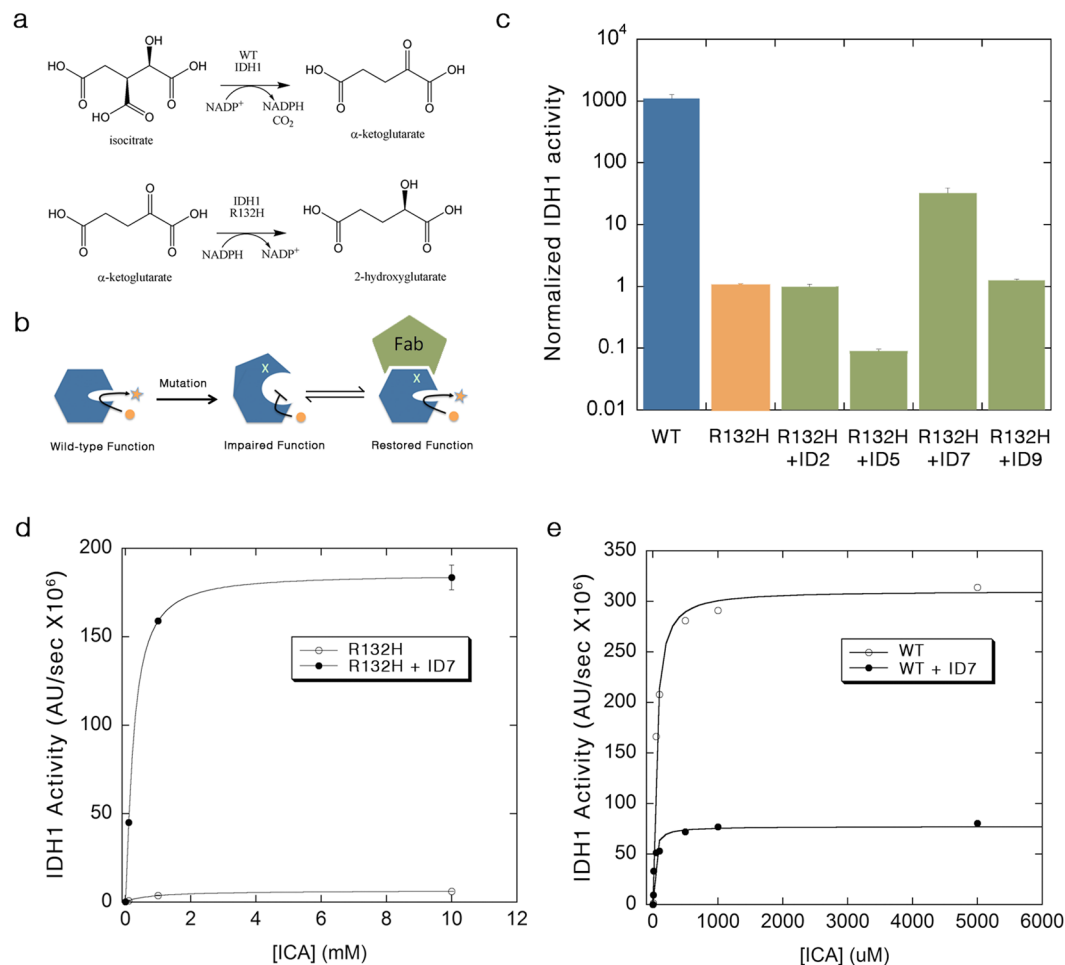 a
OH
HO
OH
O
O
HO
O
isocitrate
WT
IDH1
NADP⁺
NADPH
CO₂
O
HO
OH
O
O
α-ketoglutarate
O
HO
OH
O
O
α-ketoglutarate
IDH1
R132H
NADPH
NADP⁺
OH
HO
OH
O
O
2-hydroxyglutarate
b
Fab
X
X
Mutation
Wild-type Function
Impaired Function
Restored Function
c
Normalized IDH1 activity
10⁴
1000
100
10
1
0.1
0.01
WT
R132H
R132H
+ID2
R132H
+ID5
R132H
+ID7
R132H
+ID9
d
IDH1 Activity (AU/sec X10⁶)
200
150
100
50
0
R132H
R132H + ID7
0 2 4 6 8 10 12
[ICA] (mM)
e
IDH1 Activity (AU/sec X10⁶)
350
300
250
200
150
100
50
0
WT
WT + ID7
0 1000 2000 3000 4000 5000 6000
[ICA] (uM)